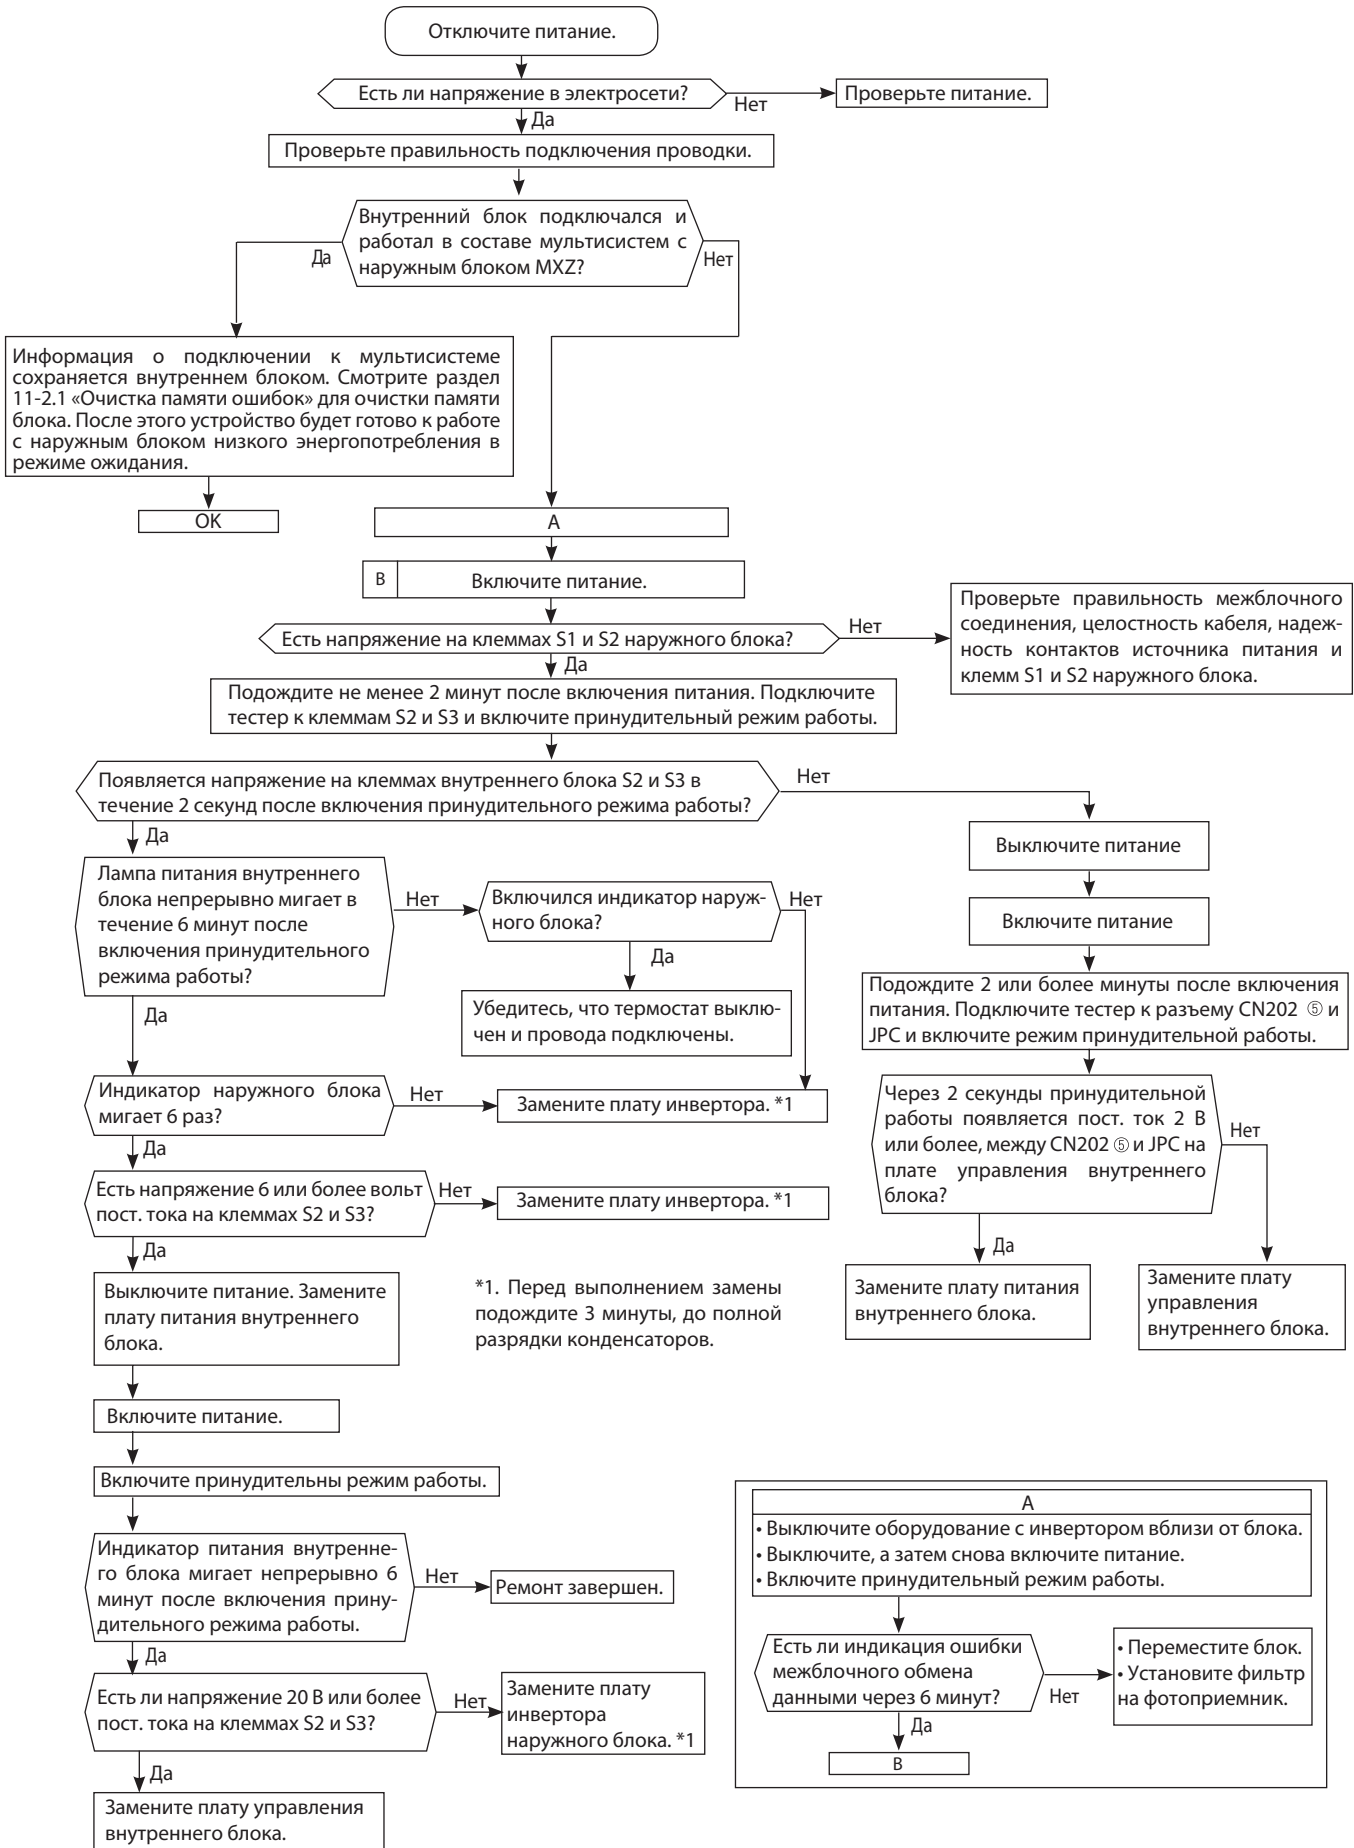 Отключите питание.
Есть ли напряжение в электросети?
Нет
Проверьте питание.
Да
Проверьте правильность подключения проводки.
Внутренний блок подключался и
работал в составе мультисистем с
наружным блоком MXZ?
Да
Нет
Информация о подключении к мультисистеме
сохраняется внутреннем блоком. Смотрите раздел
11-2.1 «Очистка памяти ошибок» для очистки памяти
блока. После этого устройство будет готово к работе
с наружным блоком низкого энергопотребления в
режиме ожидания.
OK
A
B
Включите питание.
Есть напряжение на клеммах S1 и S2 наружного блока?
Нет
Проверьте правильность межблочного
соединения, целостность кабеля, надеж-
ность контактов источника питания и
клемм S1 и S2 наружного блока.
Да
Подождите не менее 2 минут после включения питания. Подключите
тестер к клеммам S2 и S3 и включите принудительный режим работы.
Появляется напряжение на клеммах внутреннего блока S2 и S3 в
течение 2 секунд после включения принудительного режима работы?
Нет
Да
Выключите питание
Включите питание
Подождите 2 или более минуты после включения
питания. Подключите тестер к разъему CN202 ⑤ и
JPC и включите режим принудительной работы.
Через 2 секунды принудительной
работы появляется пост. ток 2 В
или более, между CN202 ⑤ и JPC на
плате управления внутреннего
блока?
Нет
Да
Замените плату питания
внутреннего блока.
Замените плату
управления
внутреннего блока.
Лампа питания внутреннего
блока непрерывно мигает в
течение 6 минут после
включения принудительного
режима работы?
Нет
Включился индикатор наруж-
ного блока?
Нет
Да
Убедитесь, что термостат выклю-
чен и провода подключены.
Да
Индикатор наружного блока
мигает 6 раз?
Нет
Замените плату инвертора. *1
Да
Есть напряжение 6 или более вольт
пост. тока на клеммах S2 и S3?
Нет
Замените плату инвертора. *1
Да
Выключите питание. Замените
плату питания внутреннего
блока.
*1. Перед выполнением замены
подождите 3 минуты, до полной
разрядки конденсаторов.
Включите питание.
Включите принудительны режим работы.
Индикатор питания внутренне-
го блока мигает непрерывно 6
минут после включения прину-
дительного режима работы.
Нет
Ремонт завершен.
Да
Есть ли напряжение 20 В или более
пост. тока на клеммах S2 и S3?
Нет
Замените плату
инвертора
наружного блока. *1
Да
Замените плату управления
внутреннего блока.
A
• Выключите оборудование с инвертором вблизи от блока.
• Выключите, а затем снова включите питание.
• Включите принудительный режим работы.
Есть ли индикация ошибки
межблочного обмена
данными через 6 минут?
Нет
• Переместите блок.
• Установите фильтр
на фотоприемник.
Да
B